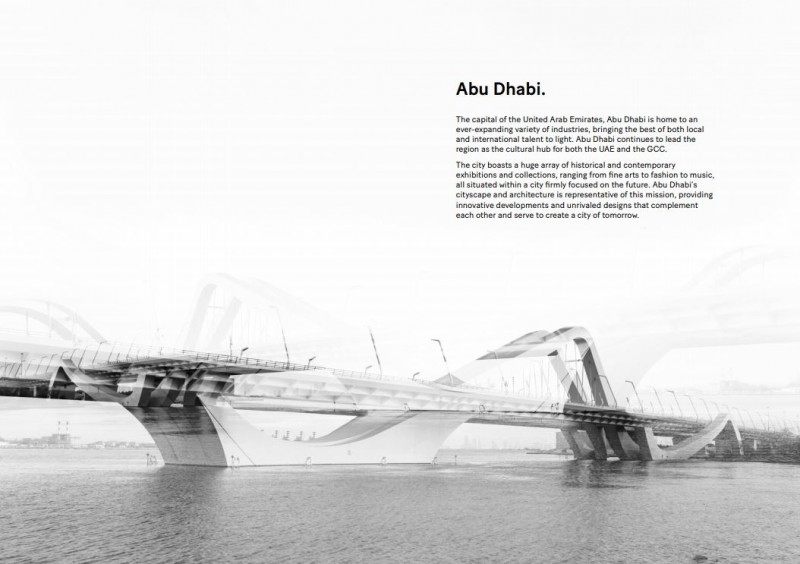 Abu Dhabi.
The capital of the United Arab Emirates, Abu Dhabi is home to an
ever-expanding variety of industries, bringing the best of both local
and international talent to light. Abu Dhabi continues to lead the
region as the cultural hub for both the UAE and the GCC.
The city boasts a huge array of historical and contemporary
exhibitions and collections, ranging from fine arts to fashion to music,
all situated within a city firmly focused on the future. Abu Dhabi's
cityscape and architecture is representative of this mission, providing
innovative developments and unrivaled designs that complement
each other and serve to create a city of tomorrow.